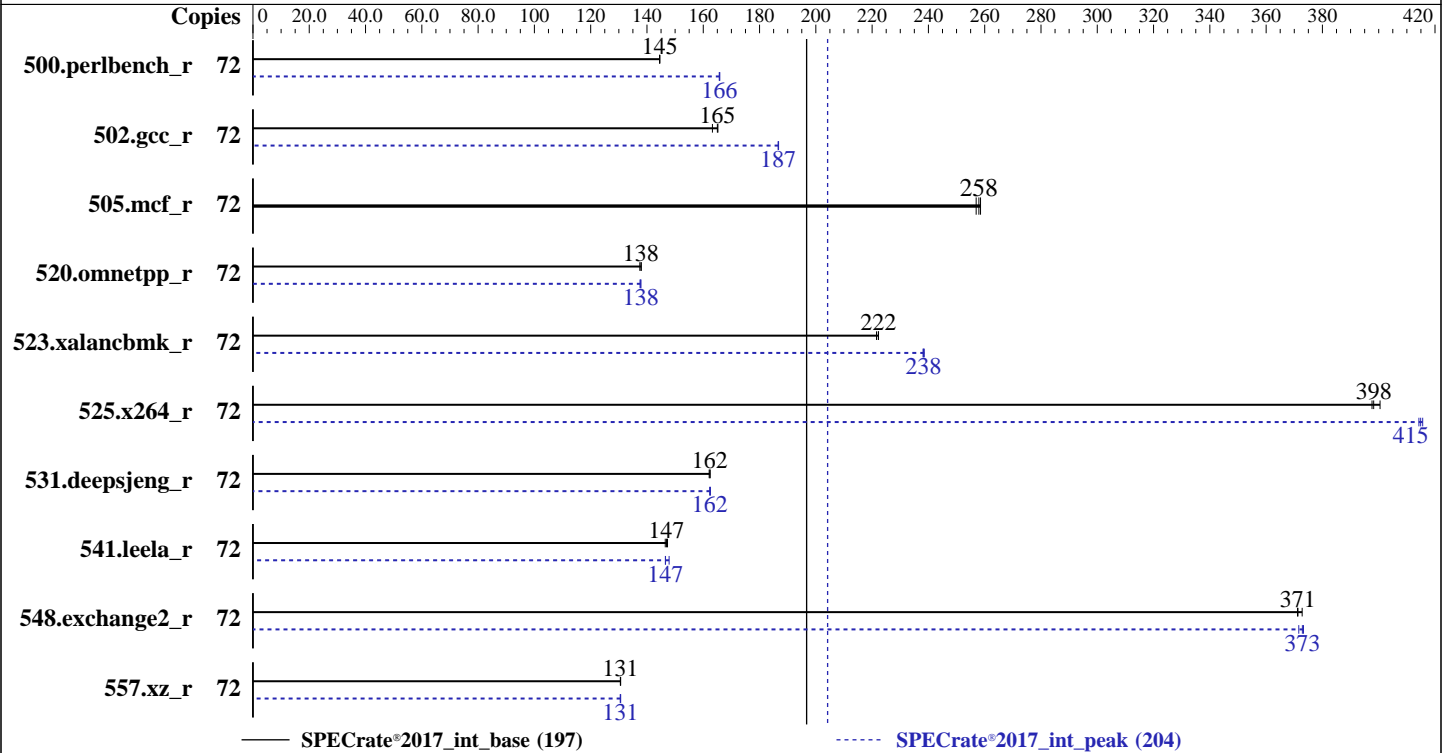 Copies 0 20.0 40.0 60.0 80.0 100 120 140 160 180 200 220 240 260 280 300 320 340 360 380 420
145
500.perlbench_r 72
166
165
502.gcc_r 72
187
258
505.mcf_r 72
138
520.omnetpp_r 72
138
222
523.xalancbmk_r 72
238
398
525.x264_r 72
415
162
531.deepsjeng_r 72
162
147
541.leela_r 72
147
371
548.exchange2_r 72
373
131
557.xz_r 72
131
SPECrate®2017_int_base (197) SPECrate®2017_int_peak (204)